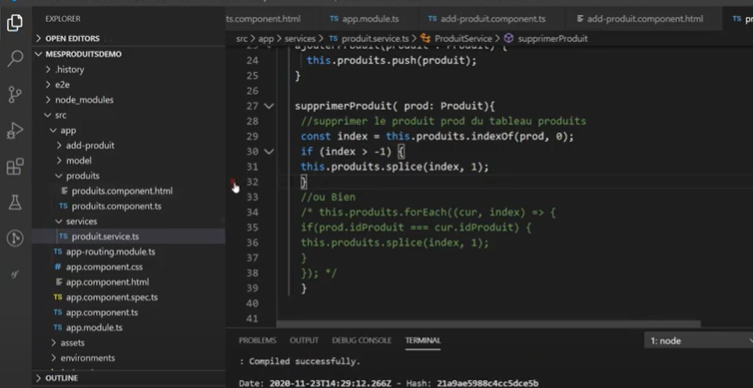 EXPLORER
ts.component.html
TS app.module.ts
TS add-product.component.ts
add-produit.component.html
OPEN EDITORS
src > app > services > TS produit.service.ts > ProduitService > supprimerProduit
MESPRODUITSDEMO
.history
e2e
node_modules
src
app
add-produit
model
produits
produits.component.html
TS produits.component.ts
services
TS produit.service.ts
TS app-routing.module.ts
# app.component.css
app.component.html
TS app.component.spec.ts
TS app.component.ts
TS app.module.ts
assets
environments
OUTLINE
23 ajouterProduit(produit : Produit) {
24 this.produits.push(produit);
25 }
26
27 supprimerProduit( prod: Produit){
28 //supprimer le produit prod du tableau produits
29 const index = this.produits.indexOf(prod, 0);
30 if (index > -1) {
31 this.produits.splice(index, 1);
32 }
33 //ou Bien
34 /* this.produits.forEach((cur, index) => {
35 if(prod.idProduit === cur.idProduit) {
36 this.produits.splice(index, 1);
37 }
38 }); */
39 }
40
41
PROBLEMS OUTPUT DEBUG CONSOLE TERMINAL
1: node
: Compiled successfully.
Date: 2020-11-23T14:29:12.266Z - Hash: 21a9ae5988c4cc5dce5b